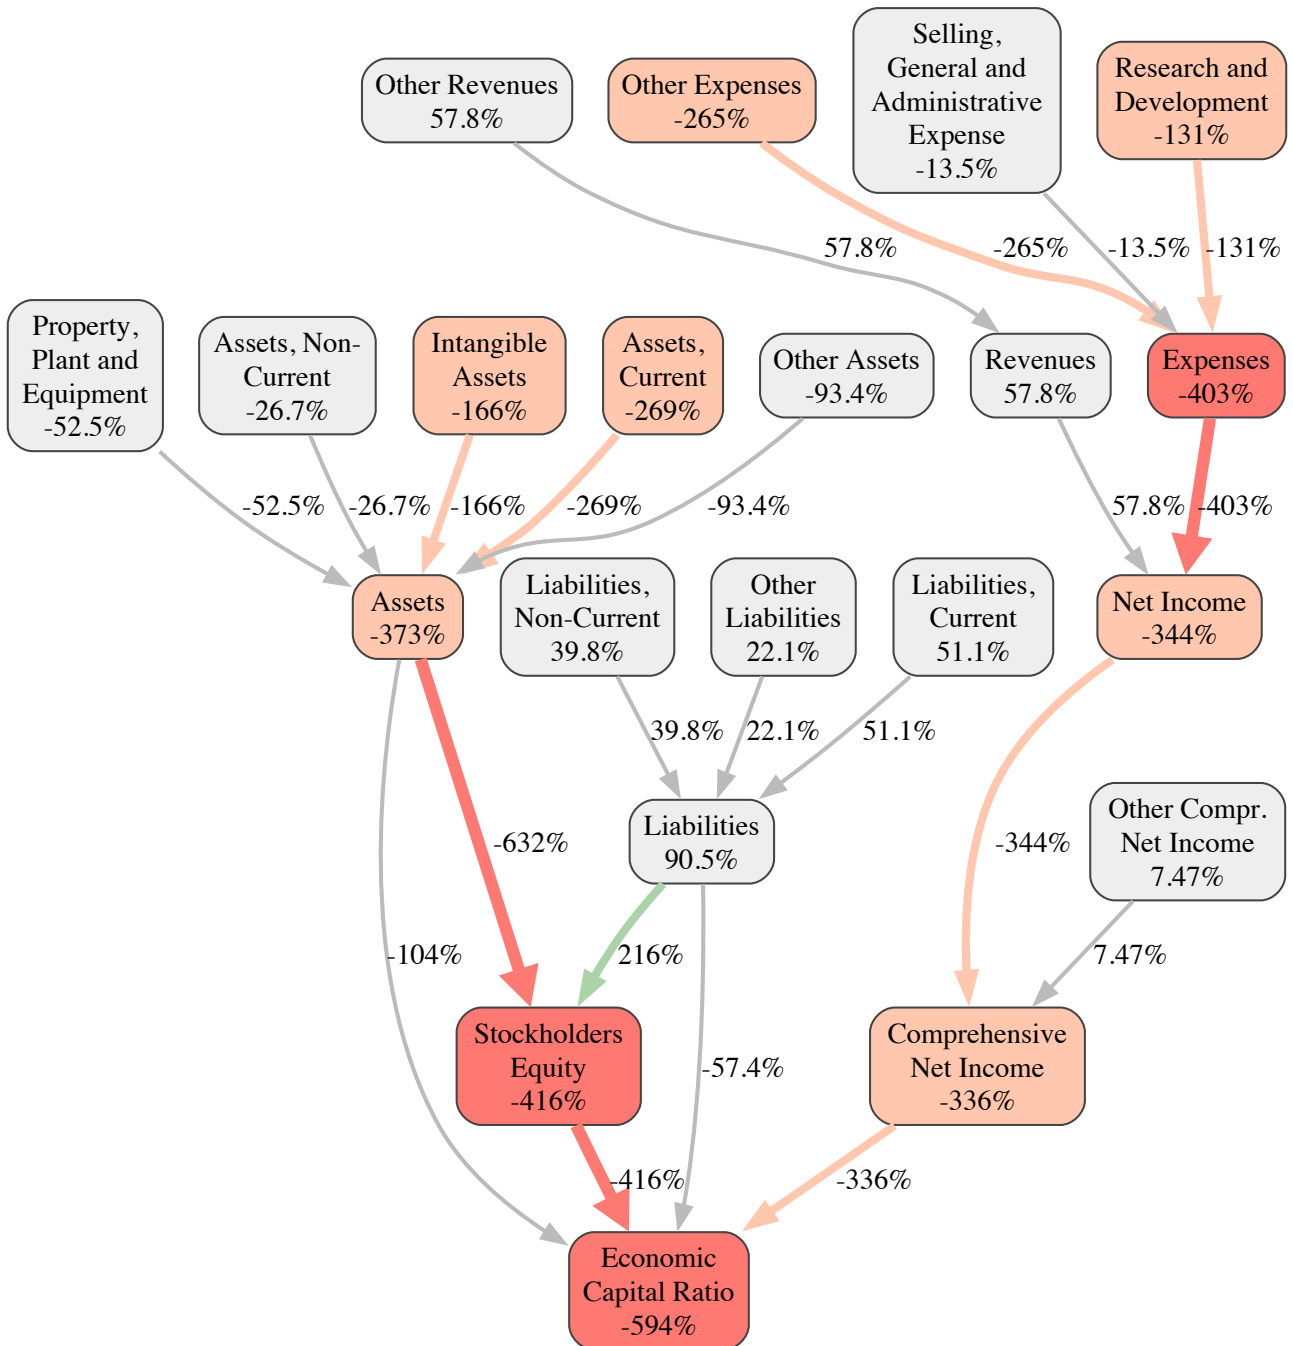 Other Revenues
57.8%
Other Expenses
-265%
Selling,
General and
Administrative
Expense
-13.5%
Research and
Development
-131%
57.8%
-265%
-13.5%
-131%
Property,
Plant and
Equipment
-52.5%
Assets, Non-
Current
-26.7%
Intangible
Assets
-166%
Assets,
Current
-269%
Other Assets
-93.4%
Revenues
57.8%
Expenses
-403%
-52.5%
-26.7%
-166%
-269%
-93.4%
57.8%
-403%
Assets
-373%
Liabilities,
Non-Current
39.8%
Other
Liabilities
22.1%
Liabilities,
Current
51.1%
Net Income
-344%
39.8%
22.1%
51.1%
-632%
Liabilities
90.5%
-344%
Other Compr.
Net Income
7.47%
-104%
216%
7.47%
Stockholders
Equity
-416%
-57.4%
Comprehensive
Net Income
-336%
-416%
-336%
Economic
Capital Ratio
-594%